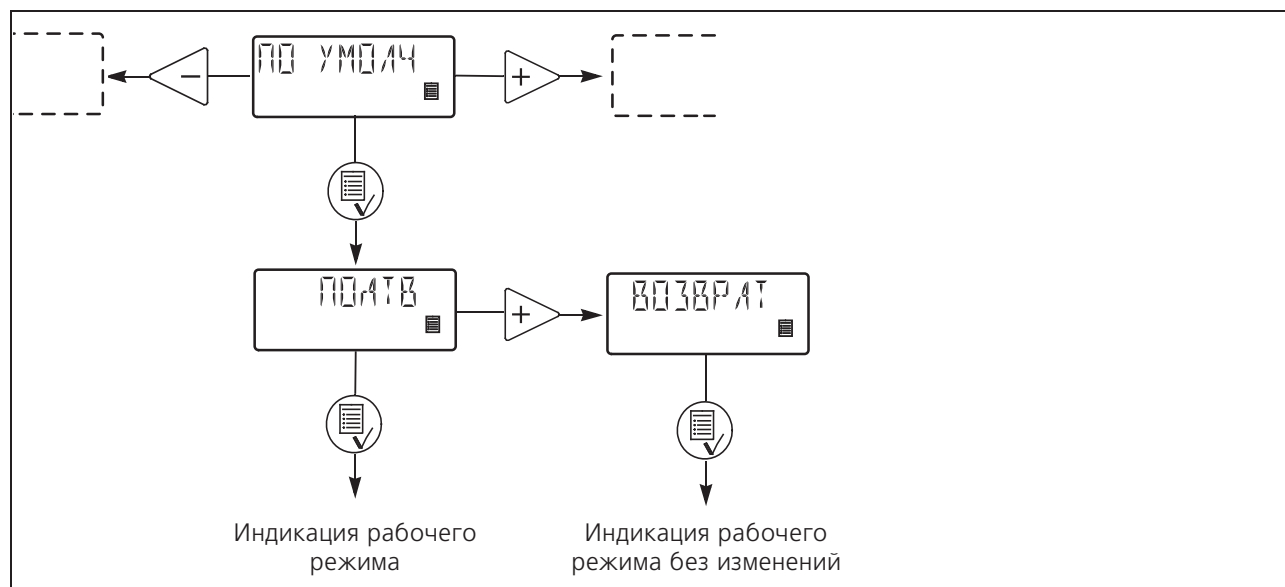 ПО УМОЛЧ
−
+
ПОДТВ
+
ВОЗВРАТ
Индикация рабочего
режима
Индикация рабочего
режима без изменений